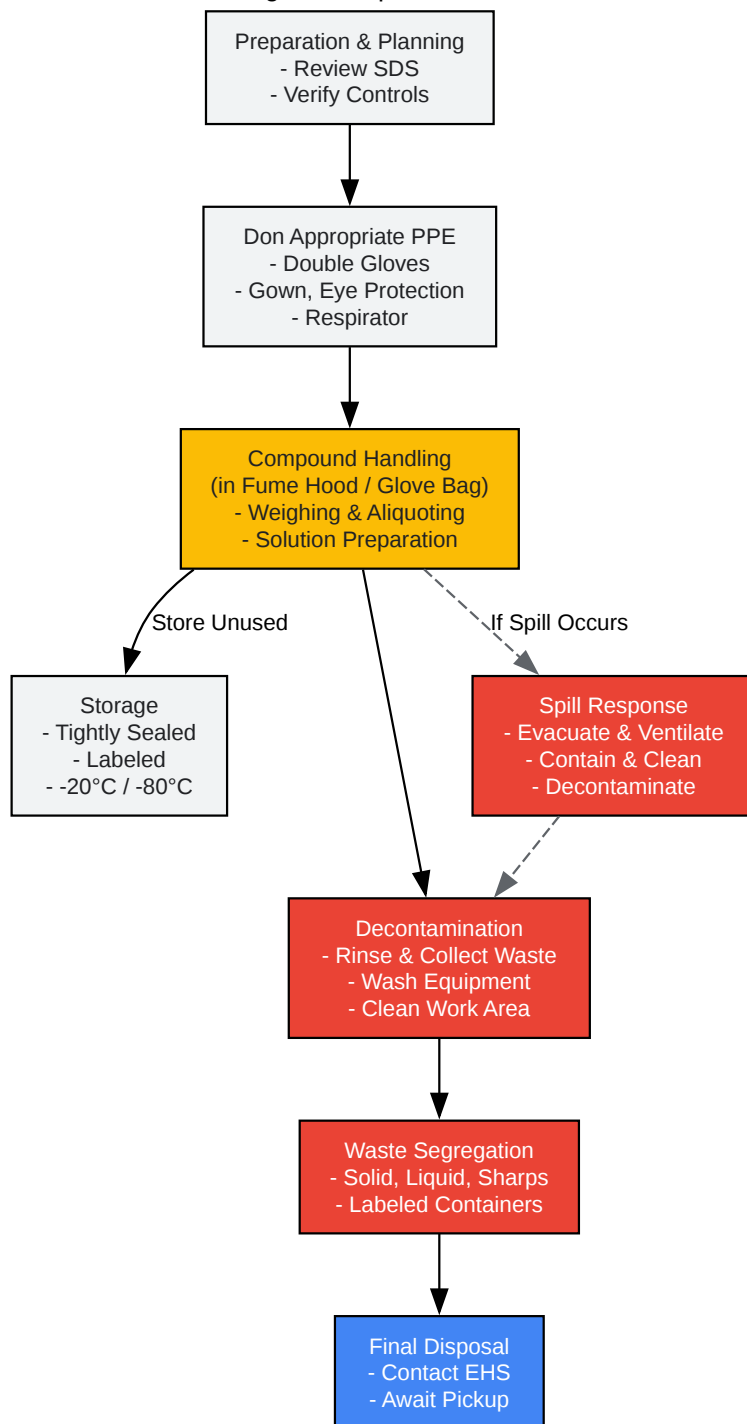 Preparation & Planning
- Review SDS
- Verify Controls
Don Appropriate PPE
- Double Gloves
- Gown, Eye Protection
- Respirator
Compound Handling
(in Fume Hood / Glove Bag)
- Weighing & Aliquoting
- Solution Preparation
Store Unused
If Spill Occurs
Storage
- Tightly Sealed
- Labeled
- -20°C / -80°C
Spill Response
- Evacuate & Ventilate
- Contain & Clean
- Decontaminate
Decontamination
- Rinse & Collect Waste
- Wash Equipment
- Clean Work Area
Waste Segregation
- Solid, Liquid, Sharps
- Labeled Containers
Final Disposal
- Contact EHS
- Await Pickup